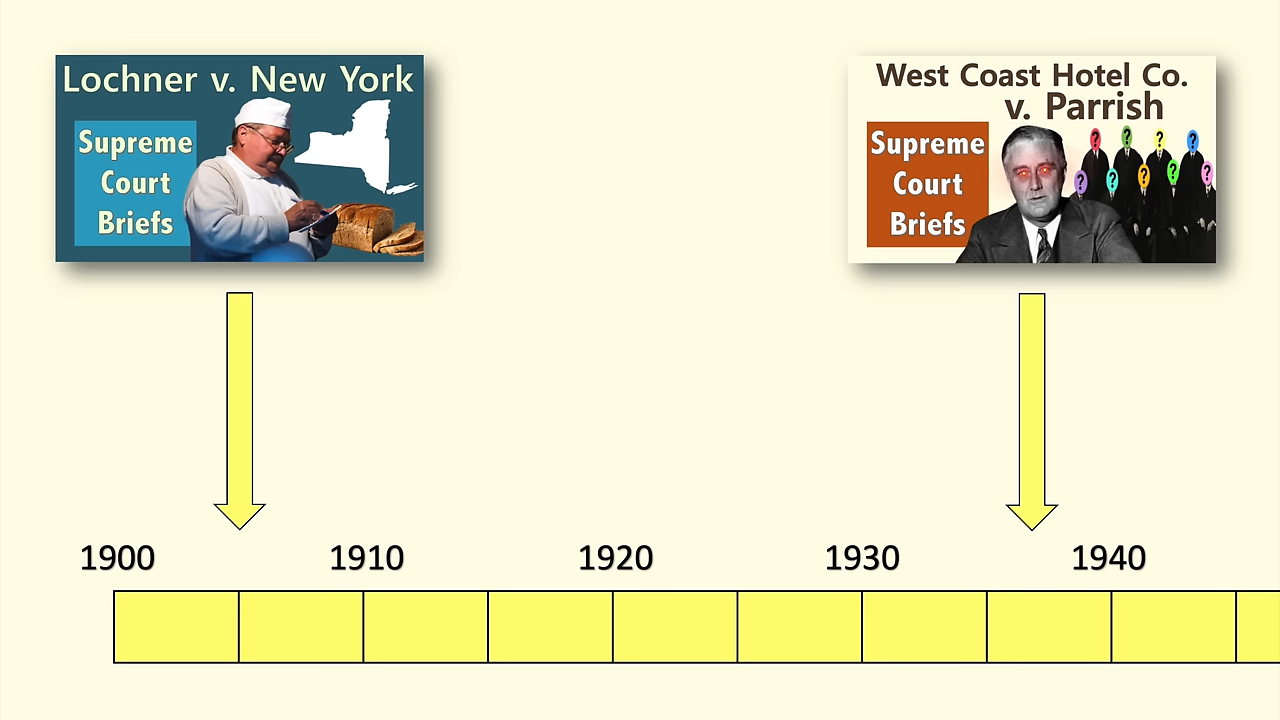 Lochner v. New York
Supreme
Court
Briefs
West Coast Hotel Co.
v. Parrish
Supreme
Court
Briefs
? ? ? ?
? ? ? ? ?
1900 1910 1920 1930 1940